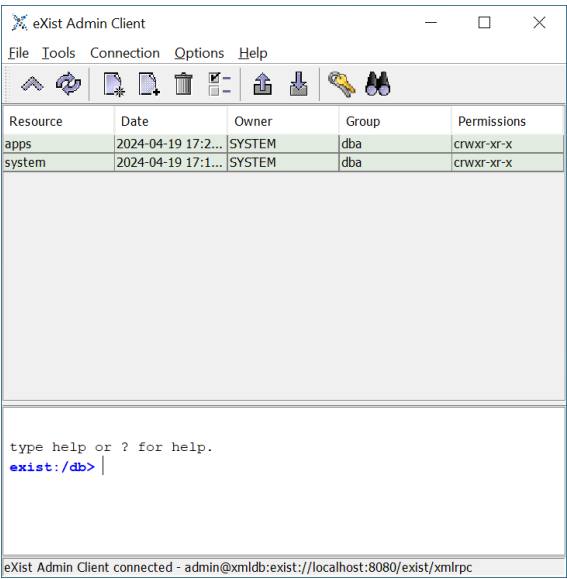 eXist Admin Client
File Tools Connection Options Help
Resource Date Owner Group Permissions
apps 2024-04-19 17:2... SYSTEM dba crwxr-xr-x
system 2024-04-19 17:1... SYSTEM dba crwxr-xr-x
type help or ? for help.
exist:/db>
eXist Admin Client connected - admin@xmldb:exist://localhost:8080/exist/xmlrpc